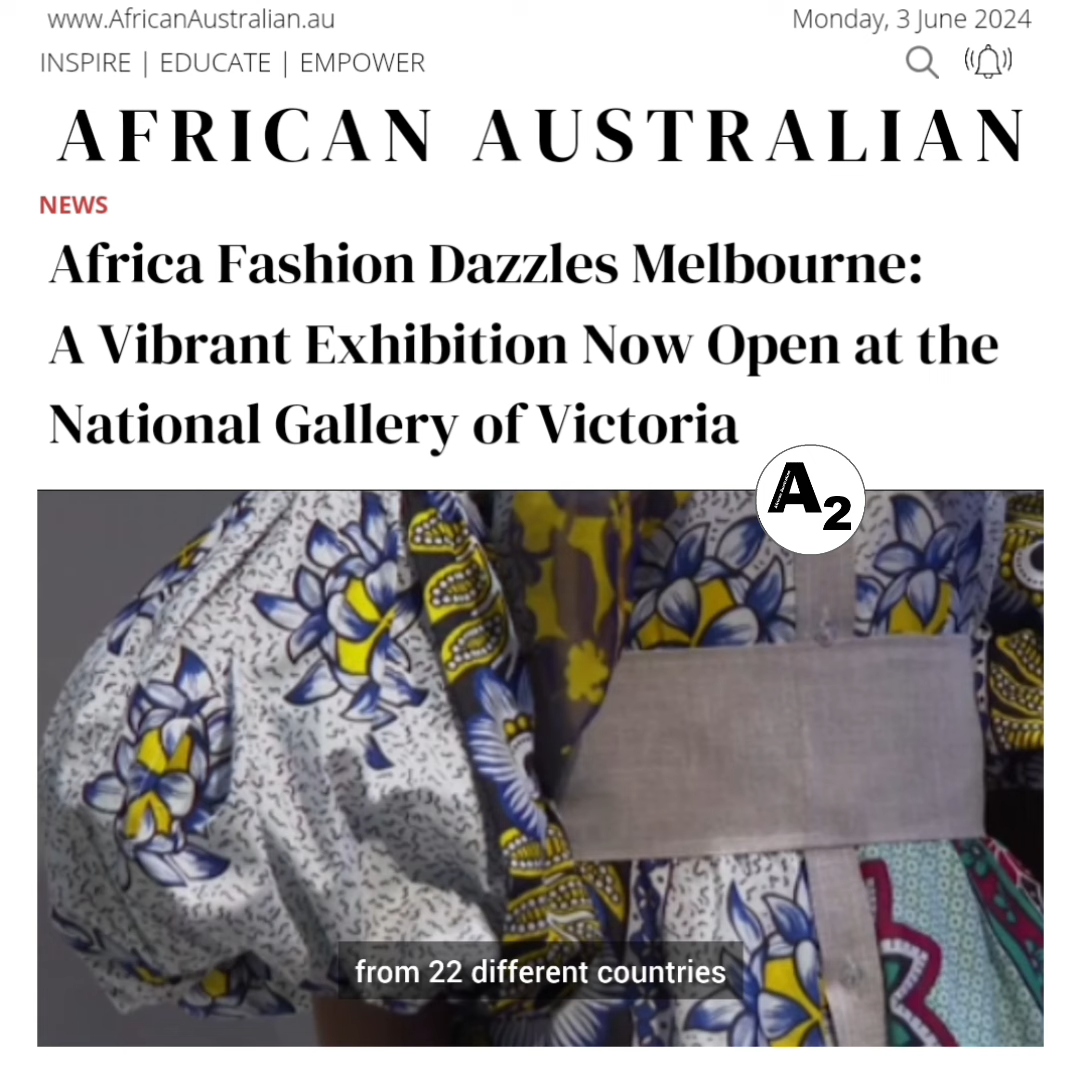 www.AfricanAustralian.au
Monday, 3 June 2024
INSPIRE | EDUCATE | EMPOWER
AFRICAN AUSTRALIAN
NEWS
Africa Fashion Dazzles Melbourne:
A Vibrant Exhibition Now Open at the
National Gallery of Victoria
A2
from 22 different countries